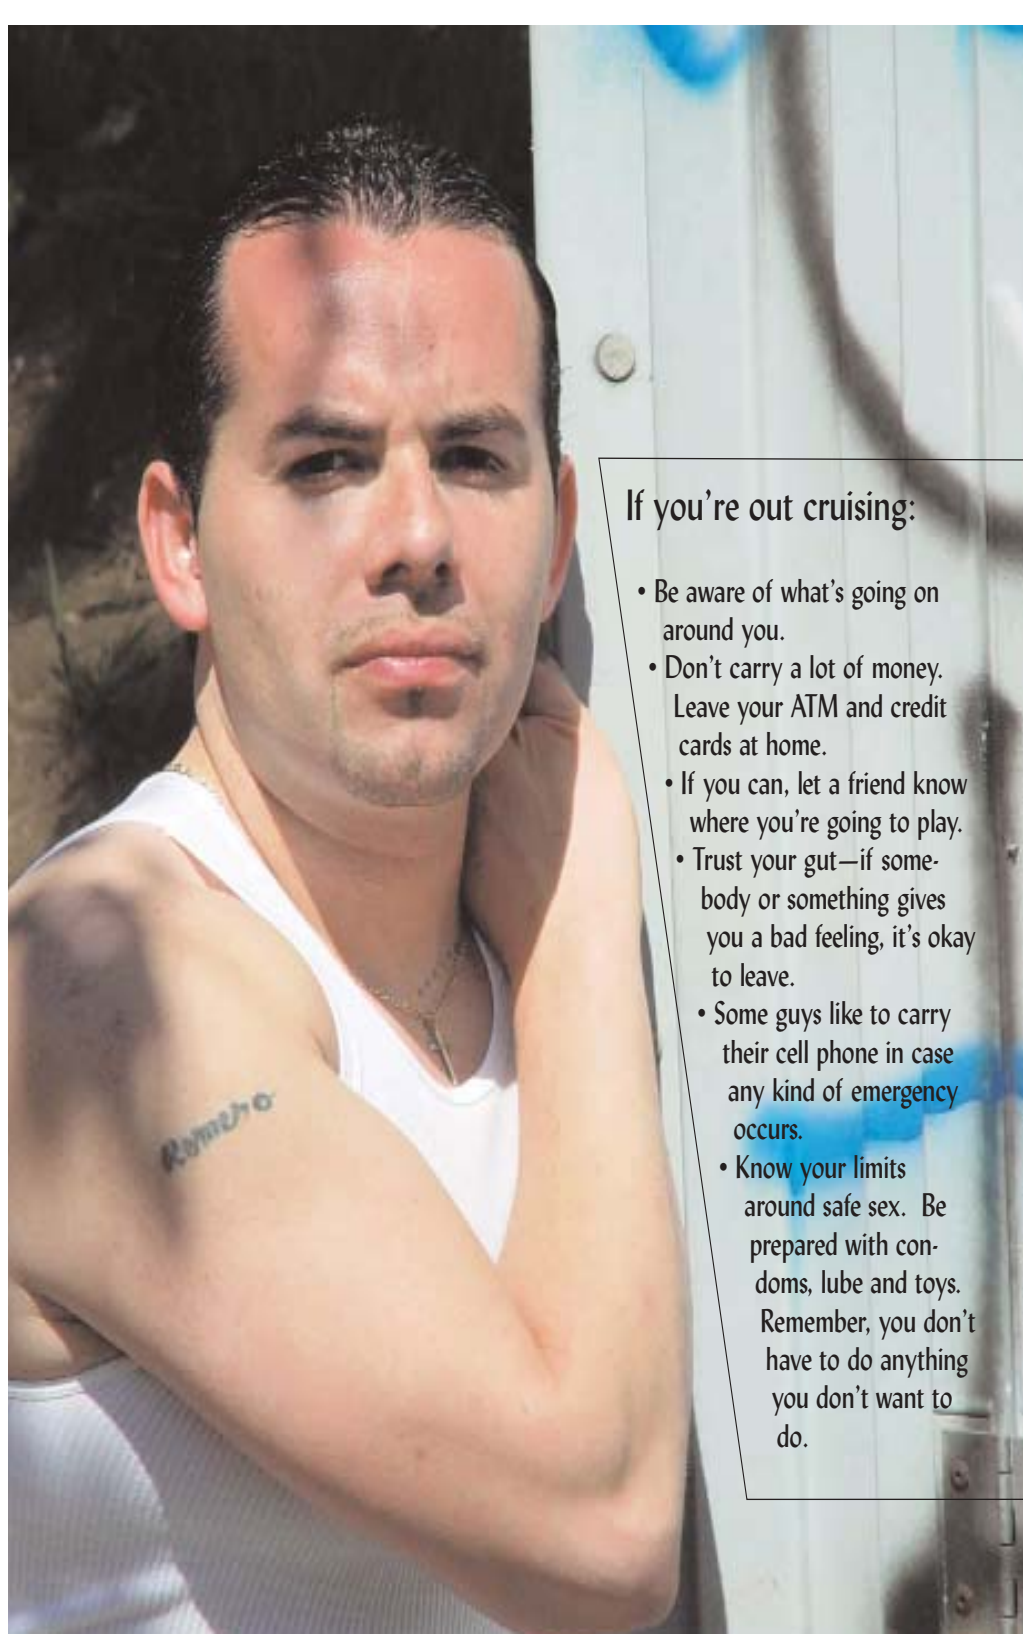 If you're out cruising:
• Be aware of what's going on
around you.
• Don't carry a lot of money.
Leave your ATM and credit
cards at home.
• If you can, let a friend know
where you're going to play.
• Trust your gut—if some-
body or something gives
you a bad feeling, it's okay
to leave.
• Some guys like to carry
their cell phone in case
any kind of emergency
occurs.
• Know your limits
around safe sex.  Be
prepared with con-
doms, lube and toys.
Remember, you don't
have to do anything
you don't want to
do.
Romero